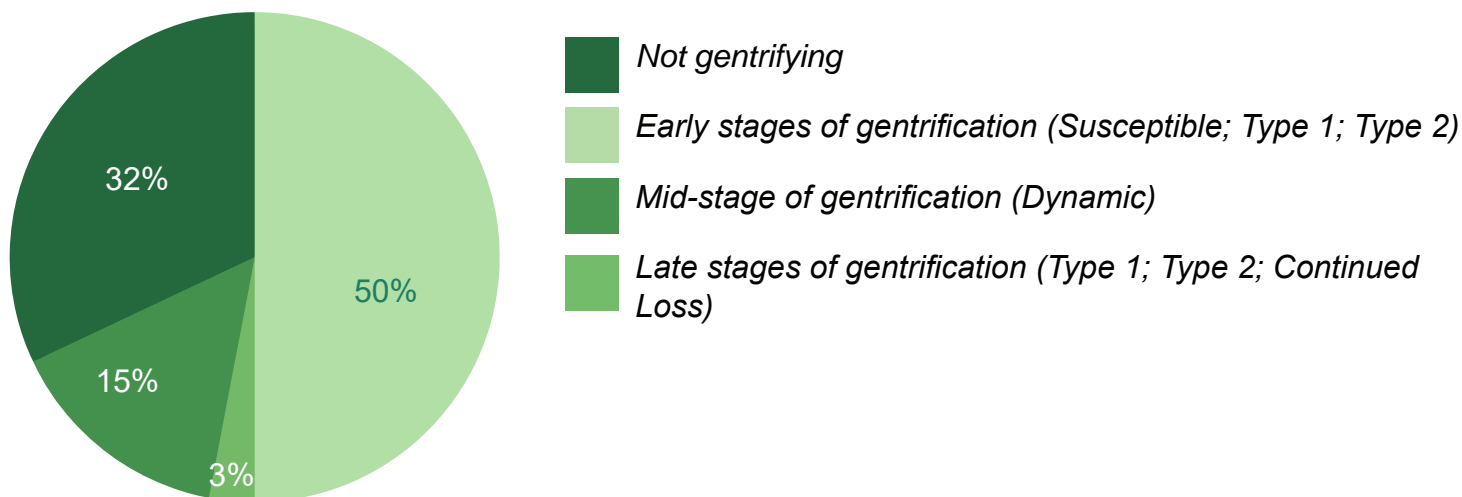 Not gentrifying
Early stages of gentrification (Susceptible; Type 1; Type 2)
32%
Mid-stage of gentrification (Dynamic)
Late stages of gentrification (Type 1; Type 2; Continued
Loss)
50%
15%
3%